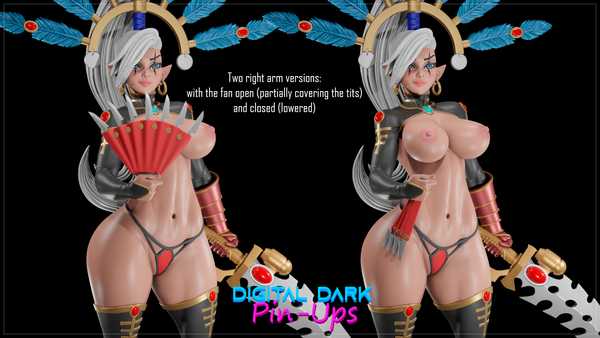 Two right arm versions:
with the fan open (partially covering the tits)
and closed (lowered)
DIGITAL DARK
Pin-Ups